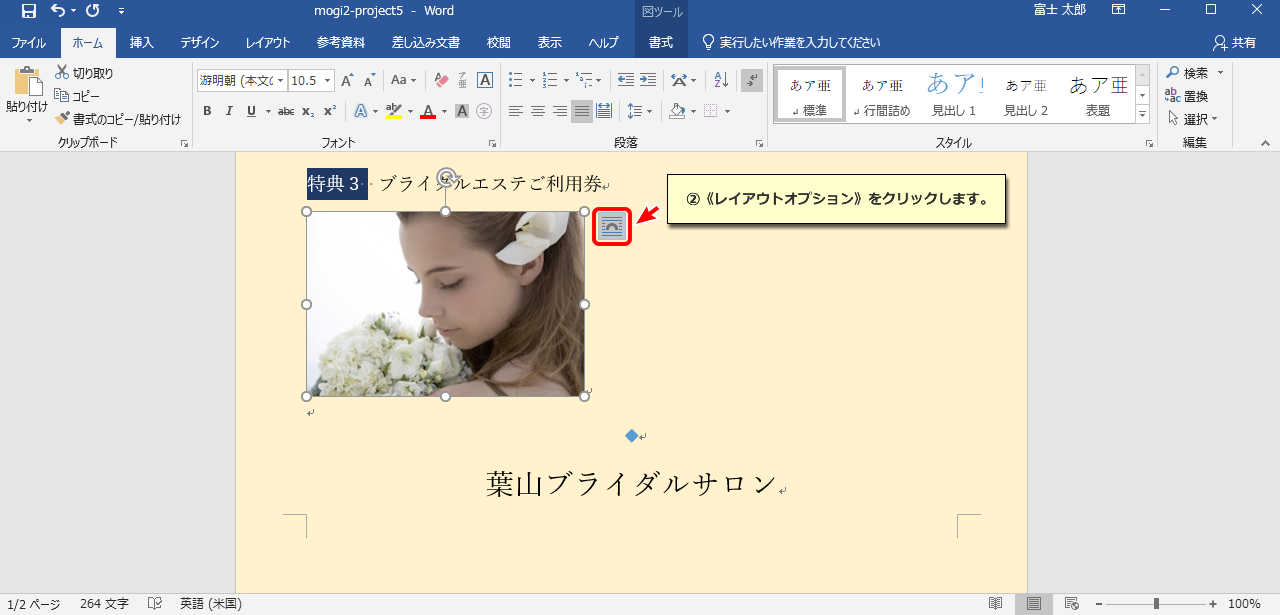 mogi2-project5 - Word
図ツール
富士 太郎
ファイル ホーム 挿入 デザイン レイアウト 参考資料 差し込み文書 校閲 表示 ヘルプ 書式 実行したい作業を入力してください 共有
貼り付け
切り取り
コピー
書式のコピー/貼り付け
クリップボード
游明朝 (本文の 10.5
A A Aa A 亜 A
B I U abc x₂ x² A ab A A 字
フォント
A Z
段落
あア亜 標準
あア亜 行間詰め
あア! 見出し 1
あア亜 見出し 2
あア亜 表題
スタイル
検索
abc 置換
選択
編集
特典 3 ブライダルエステご利用券
②《レイアウトオプション》をクリックします。
葉山ブライダルサロン
1/2 ページ 264 文字 英語 (米国) 100%